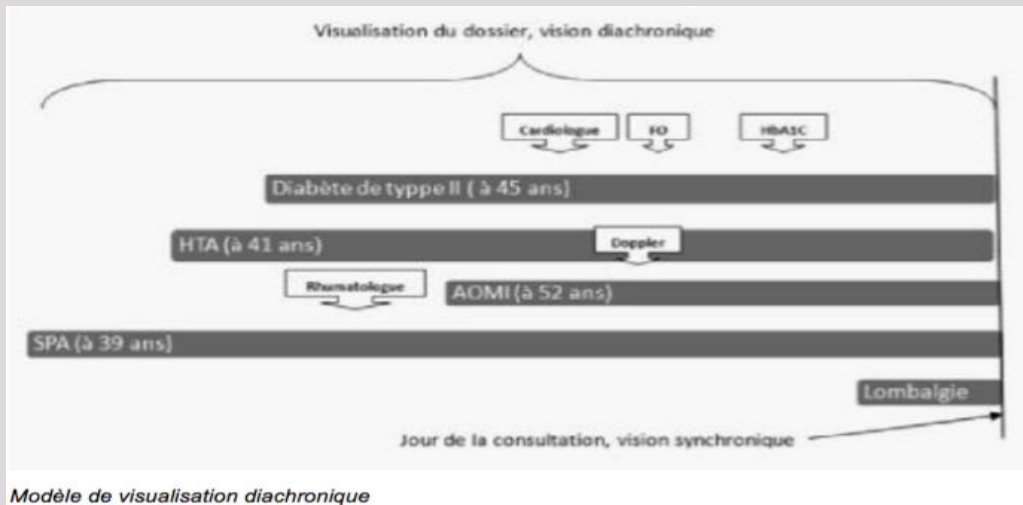 Visualisation du dossier, vision diachronique
Cardiologue
FO
HbA1C
Diabète de typpe II ( à 45 ans)
HTA (à 41 ans)
Doppler
Rhumatologue
AOMI (à 52 ans)
SPA (à 39 ans)
Lombalgie
Jour de la consultation, vision synchronique
Modèle de visualisation diachronique